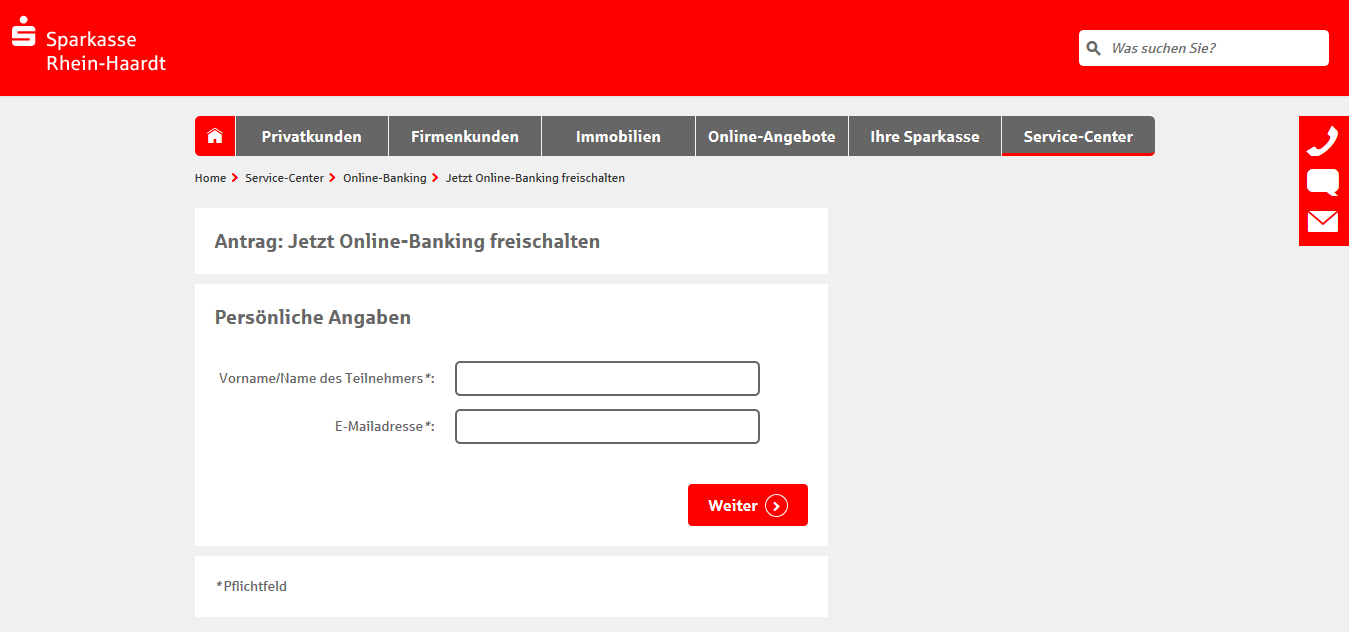 Sparkasse
Rhein-Haardt
Was suchen Sie?
Privatkunden Firmenkunden Immobilien Online-Angebote Ihre Sparkasse Service-Center
Home Service-Center Online-Banking Jetzt Online-Banking freischalten
Antrag: Jetzt Online-Banking freischalten
Persönliche Angaben
Vorname/Name des Teilnehmers*:
E-Mailadresse*:
Weiter
*Pflichtfeld